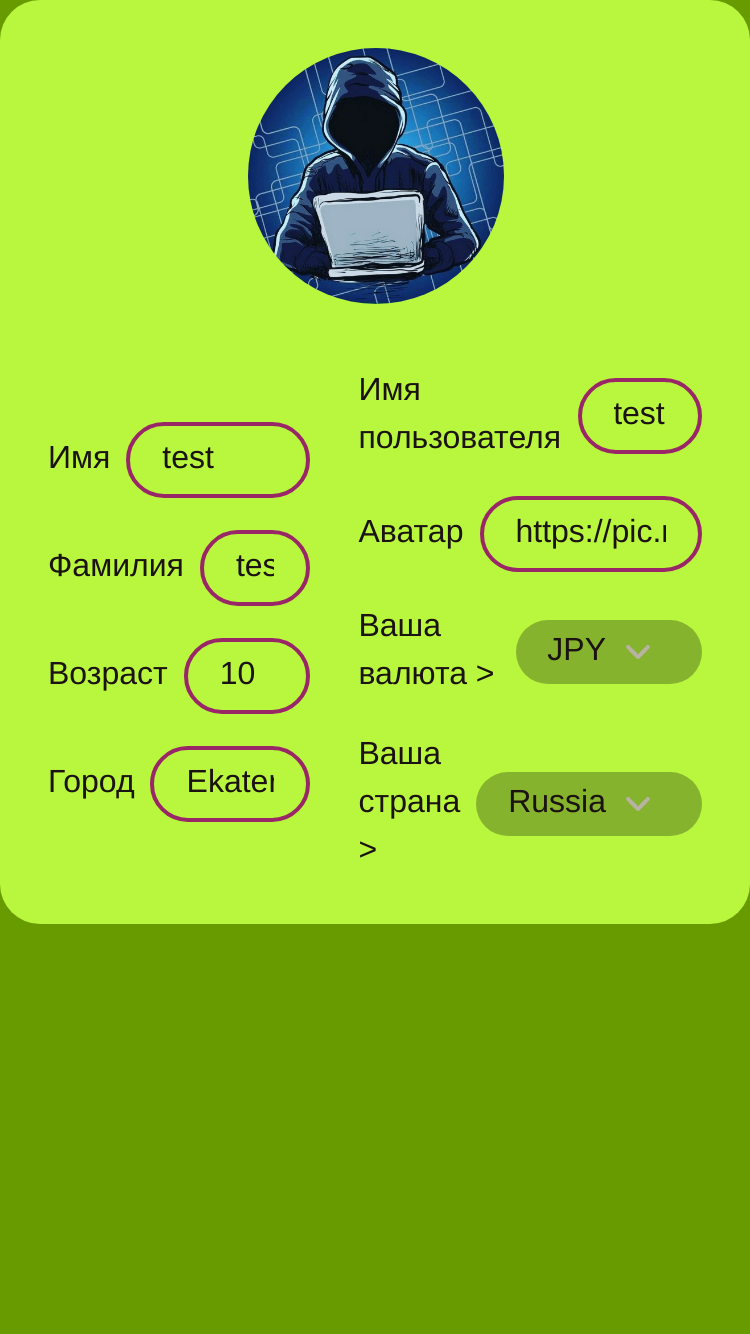 Имя test
Фамилия tes
Возраст 10
Город Ekater
Имя
пользователя test
Аватар https://pic.r
Ваша
валюта > JPY
Ваша
страна Russia
>